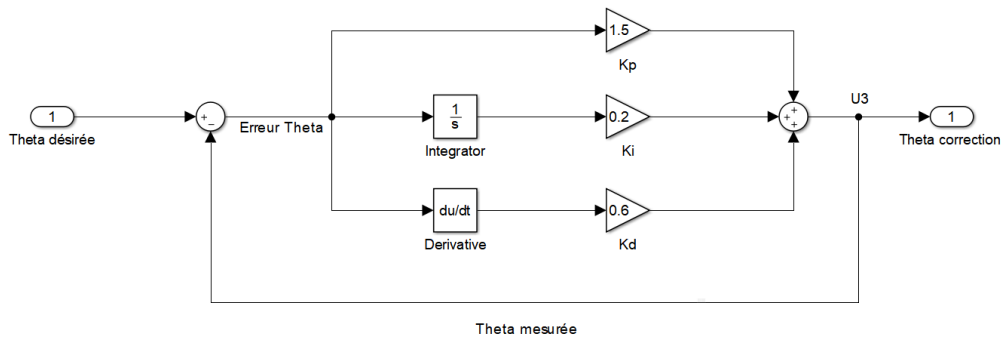 1.5
Kp
U3
1
Theta désirée
+
−
Erreur Theta
1
s
Integrator
0.2
Ki
+
+
+
1
Theta correction
du/dt
Derivative
0.6
Kd
Theta mesurée